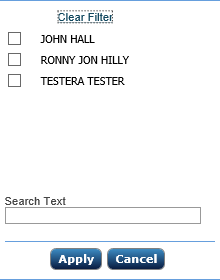 Clear Filter
JOHN HALL
RONNY JON HILLY
TESTERA TESTER
Search Text
Apply Cancel